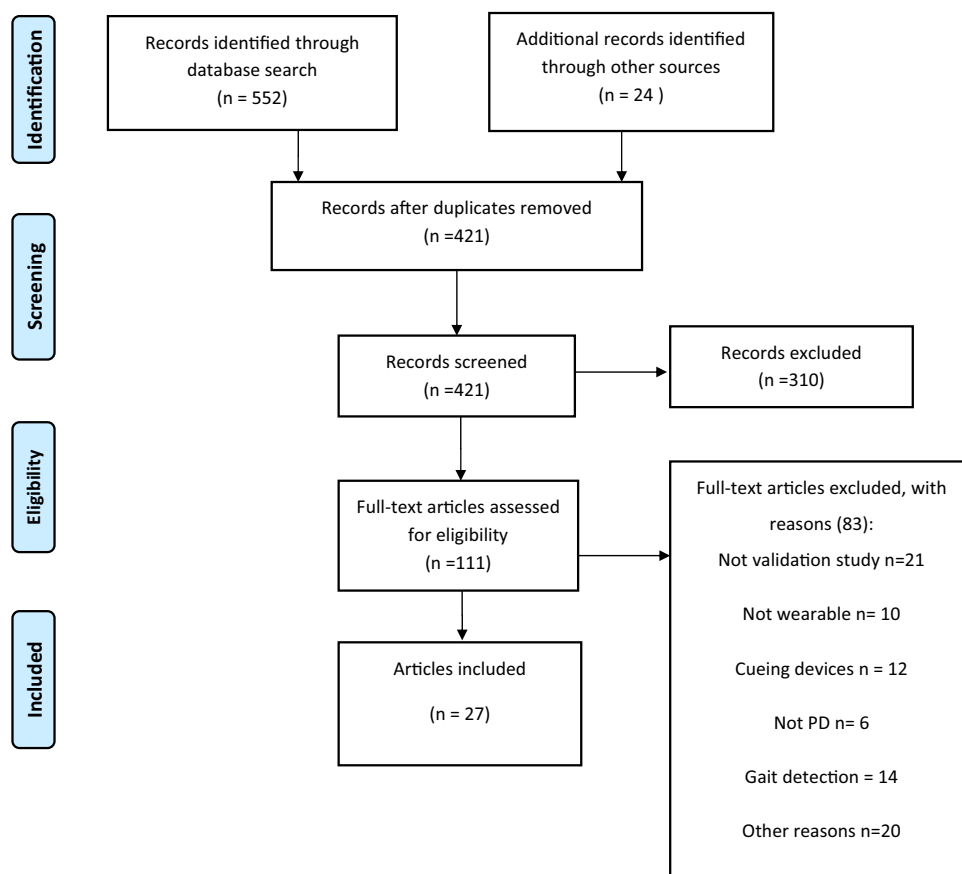 Identification
Records identified through
database search
(n = 552)
Additional records identified
through other sources
(n = 24 )
Screening
Records after duplicates removed
(n =421)
Records screened
(n =421)
Records excluded
(n =310)
Eligibility
Full-text articles assessed
for eligibility
(n =111)
Full-text articles excluded, with
reasons (83):
Not validation study n=21
Not wearable n= 10
Cueing devices n = 12
Not PD n= 6
Gait detection = 14
Other reasons n=20
Included
Articles included
(n = 27)